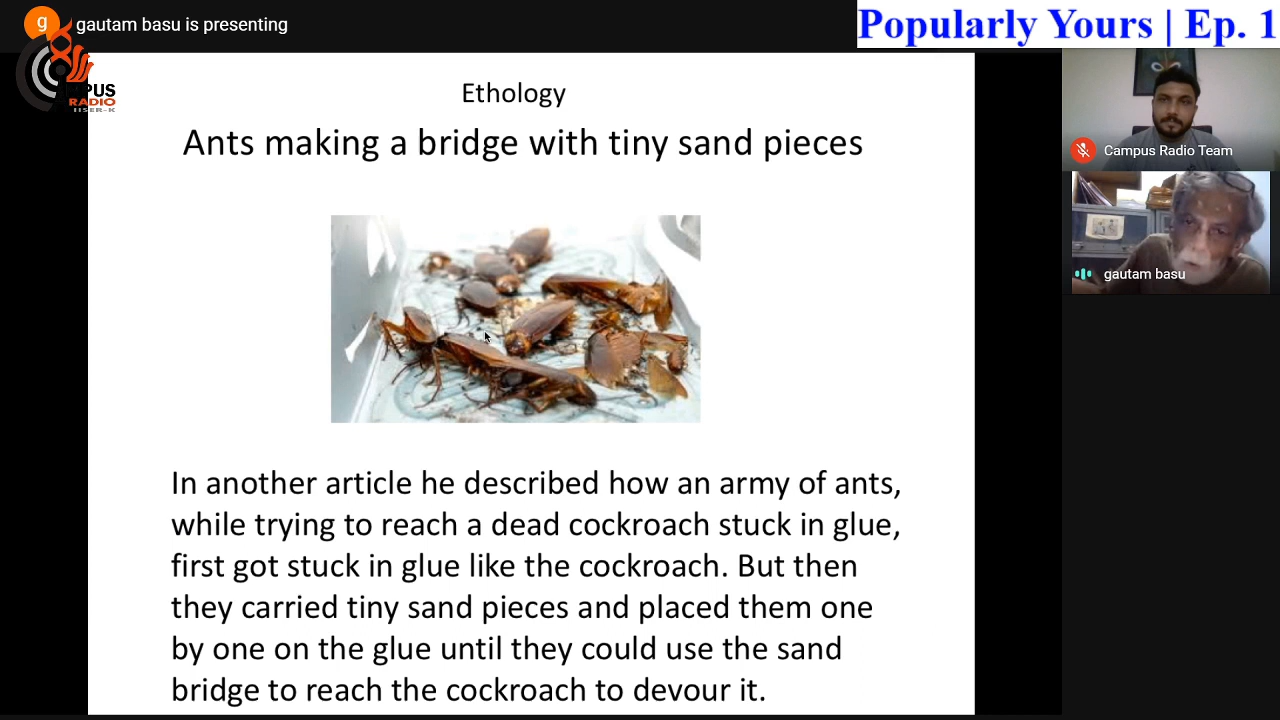 g
gautam basu is presenting
Popularly Yours | Ep. 1
MPUS
RADIO
IISER-K
Ethology
Ants making a bridge with tiny sand pieces
Campus Radio Team
gautam basu
In another article he described how an army of ants,
while trying to reach a dead cockroach stuck in glue,
first got stuck in glue like the cockroach. But then
they carried tiny sand pieces and placed them one
by one on the glue until they could use the sand
bridge to reach the cockroach to devour it.